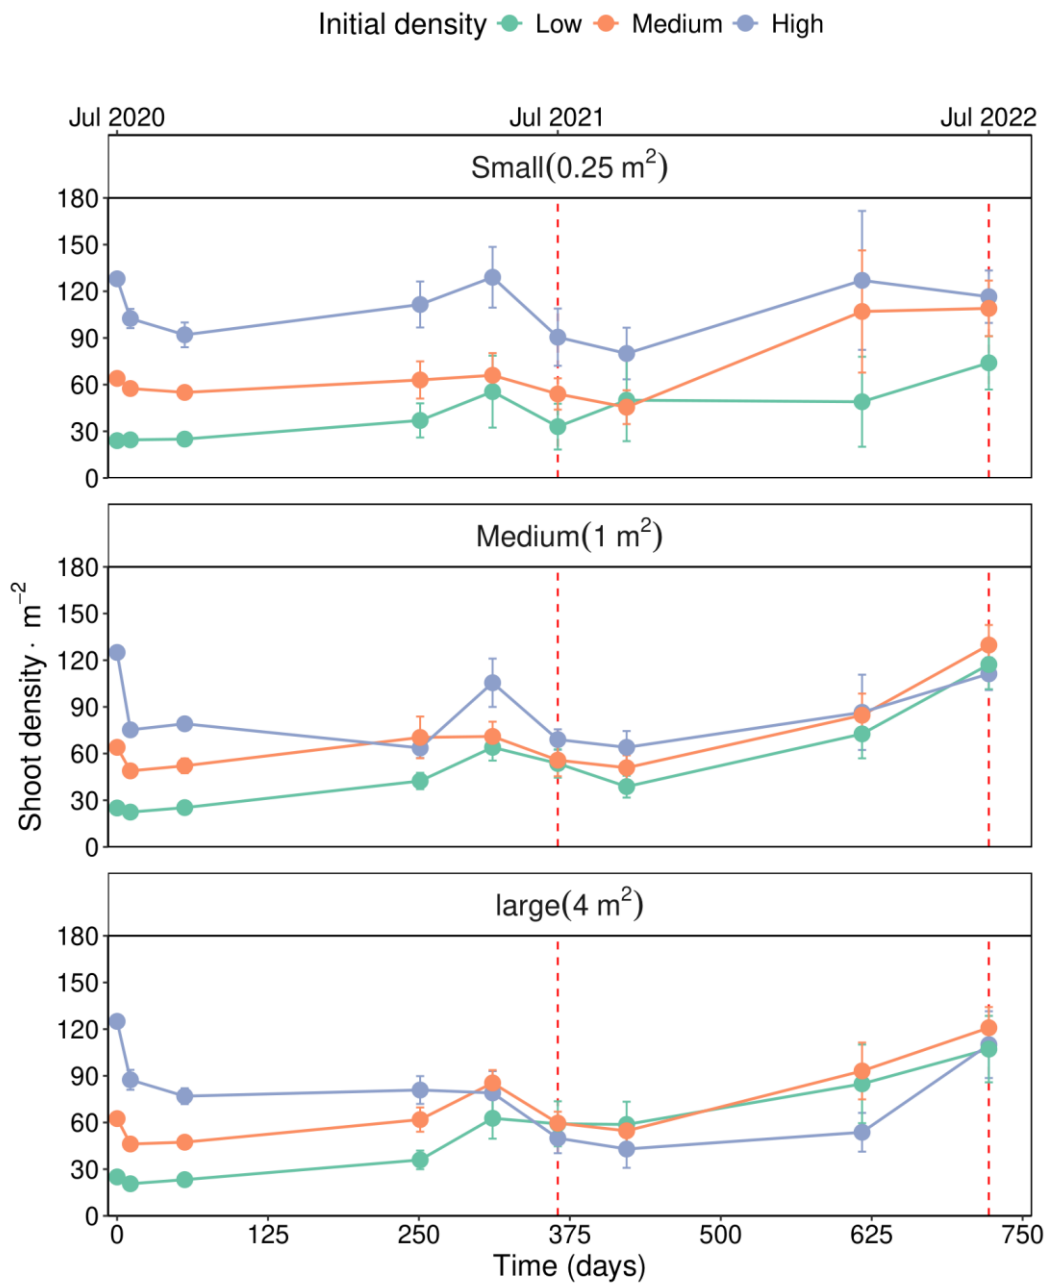 Initial density Low Medium High
Jul 2020 Jul 2021 Jul 2022
Small(0.25 m²)
180
150
120
90
60
30
0
Medium(1 m²)
180
150
120
90
60
30
0
Shoot density · m⁻²
large(4 m²)
180
150
120
90
60
30
0
0 125 250 375 500 625 750
Time (days)